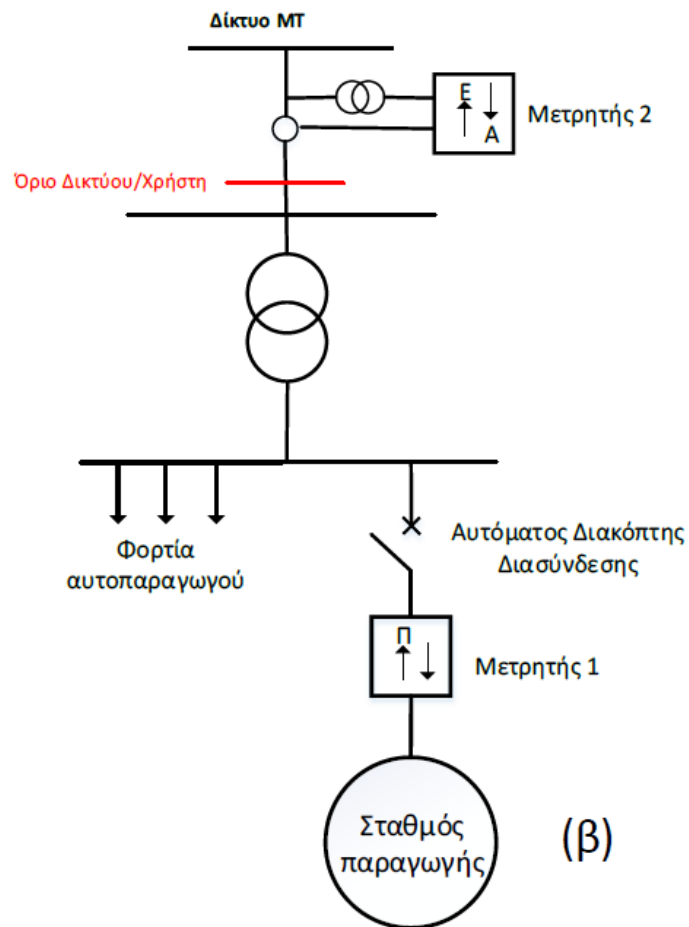 Δίκτυο ΜΤ
Ε
Α
Μετρητής 2
Όριο Δικτύου/Χρήστη
Φορτία
αυτοπαραγωγού
Αυτόματος Διακόπτης
Διασύνδεσης
Π
Μετρητής 1
Σταθμός
παραγωγής
(β)